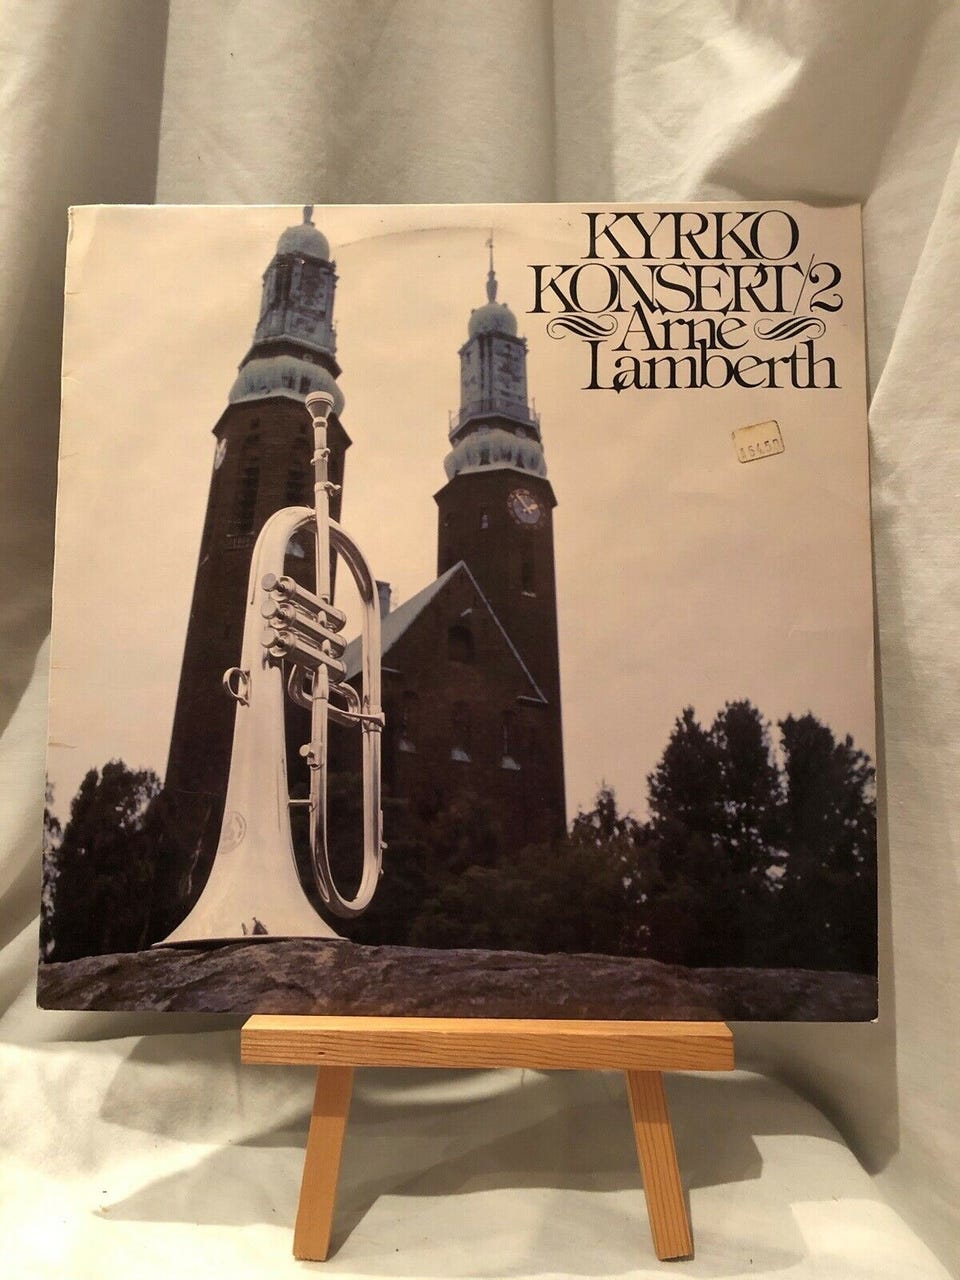 KYRKO
KONSERT/2
Arne
Lamberth